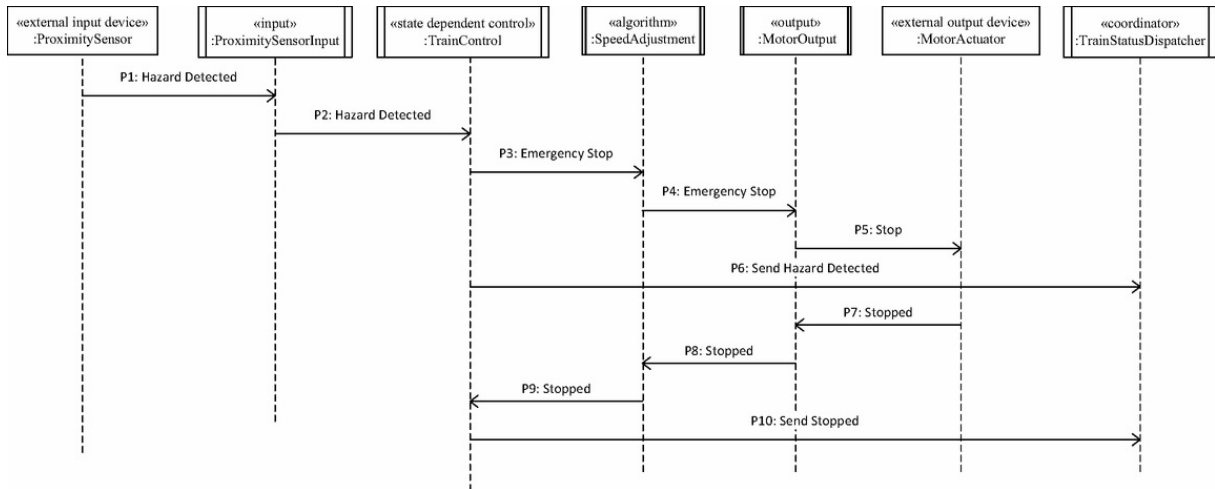 «external input device»
:ProximitySensor
«input»
:ProximitySensorInput
«state dependent control»
:TrainControl
«algorithm»
:SpeedAdjustment
«output»
:MotorOutput
«external output device»
:MotorActuator
«coordinator»
:TrainStatusDispatcher
P1: Hazard Detected
P2: Hazard Detected
P3: Emergency Stop
P4: Emergency Stop
P5: Stop
P6: Send Hazard Detected
P7: Stopped
P8: Stopped
P9: Stopped
P10: Send Stopped